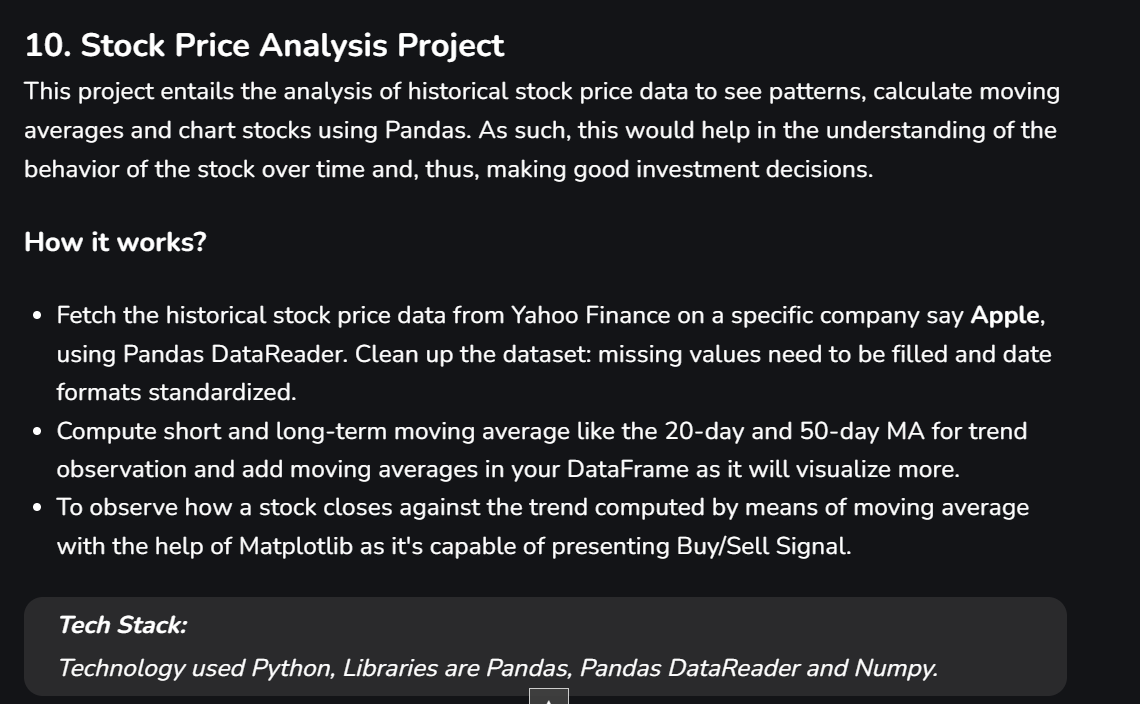 10. Stock Price Analysis Project
This project entails the analysis of historical stock price data to see patterns, calculate moving
averages and chart stocks using Pandas. As such, this would help in the understanding of the
behavior of the stock over time and, thus, making good investment decisions.
How it works?
• Fetch the historical stock price data from Yahoo Finance on a specific company say Apple,
using Pandas DataReader. Clean up the dataset: missing values need to be filled and date
formats standardized.
• Compute short and long-term moving average like the 20-day and 50-day MA for trend
observation and add moving averages in your DataFrame as it will visualize more.
• To observe how a stock closes against the trend computed by means of moving average
with the help of Matplotlib as it's capable of presenting Buy/Sell Signal.
Tech Stack:
Technology used Python, Libraries are Pandas, Pandas DataReader and Numpy.